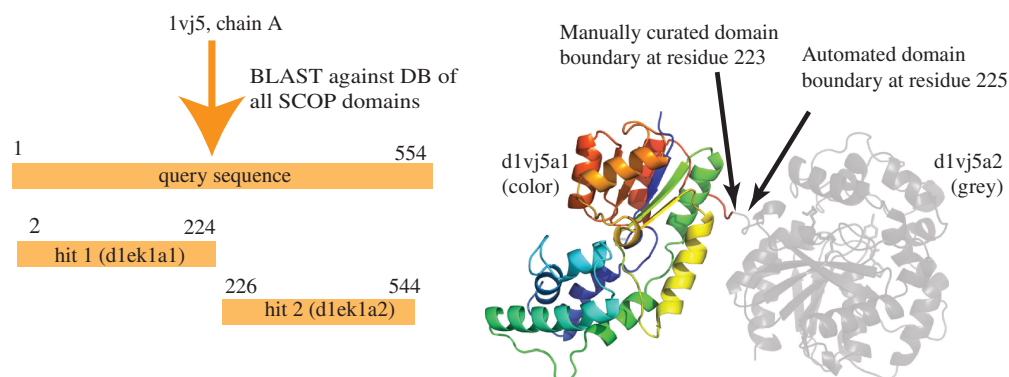 1vj5, chain A
BLAST against DB of
all SCOP domains
1
554
query sequence
2
224
hit 1 (d1ek1a1)
226
544
hit 2 (d1ek1a2)
Manually curated domain
boundary at residue 223
Automated domain
boundary at residue 225
d1vj5a1
(color)
d1vj5a2
(grey)